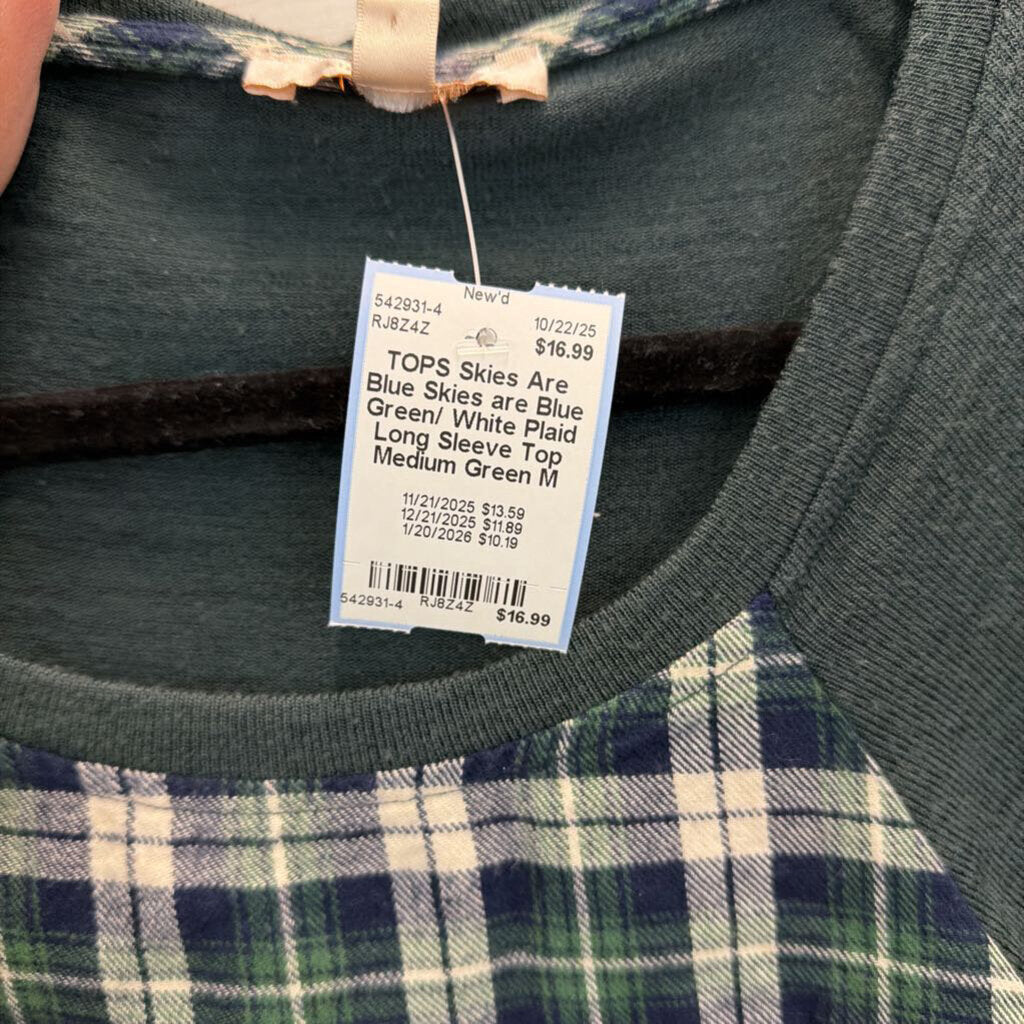 New'd
542931-4
RJ8Z4Z
10/22/25
$16.99
TOPS Skies Are
Blue Skies are Blue
Green/ White Plaid
Long Sleeve Top
Medium Green M
11/21/2025 $13.59
12/21/2025 $11.89
1/20/2026 $10.19
542931-4 RJ8Z4Z $16.99